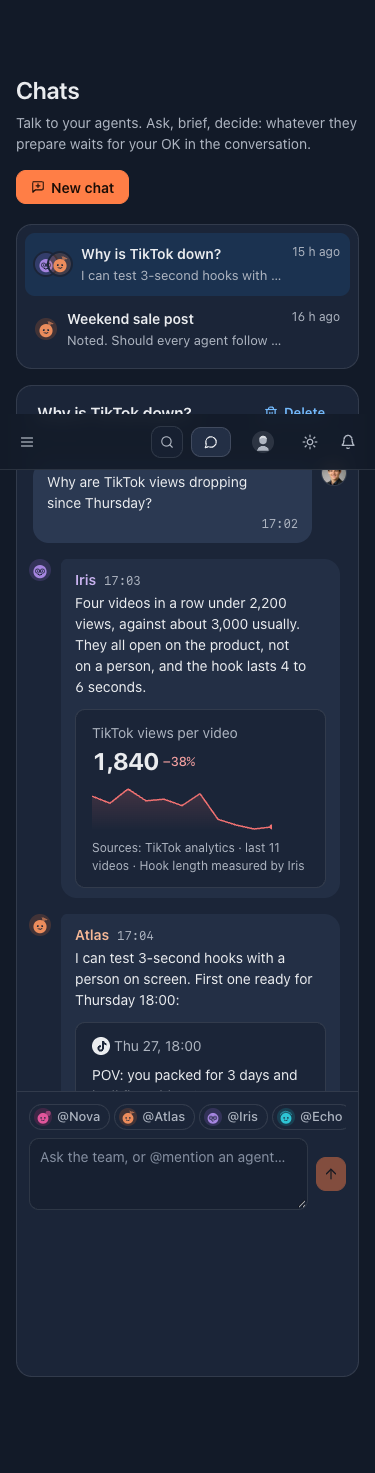 Chats
Talk to your agents. Ask, brief, decide: whatever they
prepare waits for your OK in the conversation.
New chat
Why is TikTok down?
15 h ago
I can test 3-second hooks with ...
Weekend sale post
16 h ago
Noted. Should every agent follow ...
Why is TikTok down?
Delete
Why are TikTok views dropping
since Thursday?
17:02
Iris 17:03
Four videos in a row under 2,200
views, against about 3,000 usually.
They all open on the product, not
on a person, and the hook lasts 4 to
6 seconds.
TikTok views per video
1,840 −38%
Sources: TikTok analytics · last 11
videos · Hook length measured by Iris
Atlas 17:04
I can test 3-second hooks with a
person on screen. First one ready for
Thursday 18:00:
Thu 27, 18:00
POV: you packed for 3 days and
@Nova @Atlas @Iris @Echo
Ask the team, or @mention an agent...